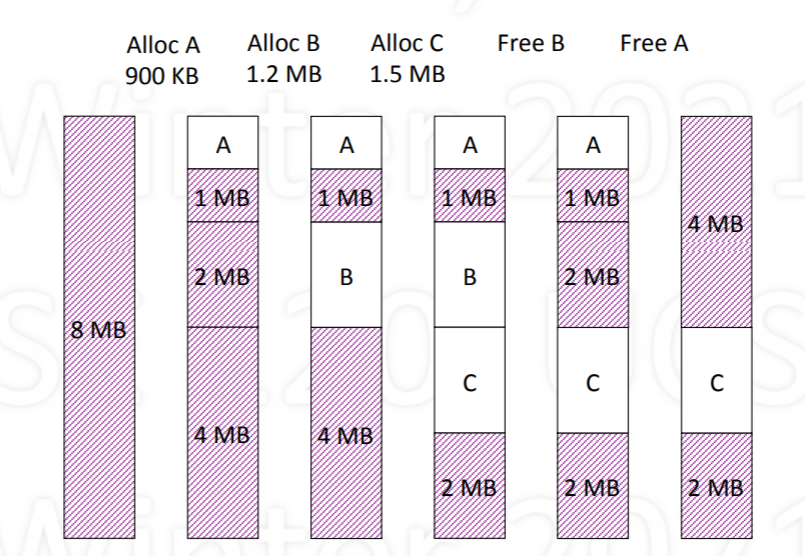 Alloc A Alloc B Alloc C Free B Free A
900 KB 1.2 MB 1.5 MB
A A A A
1 MB 1 MB 1 MB 1 MB
4 MB
2 MB B B 2 MB
8 MB
C C C
4 MB 4 MB
2 MB 2 MB 2 MB
Winter 2021